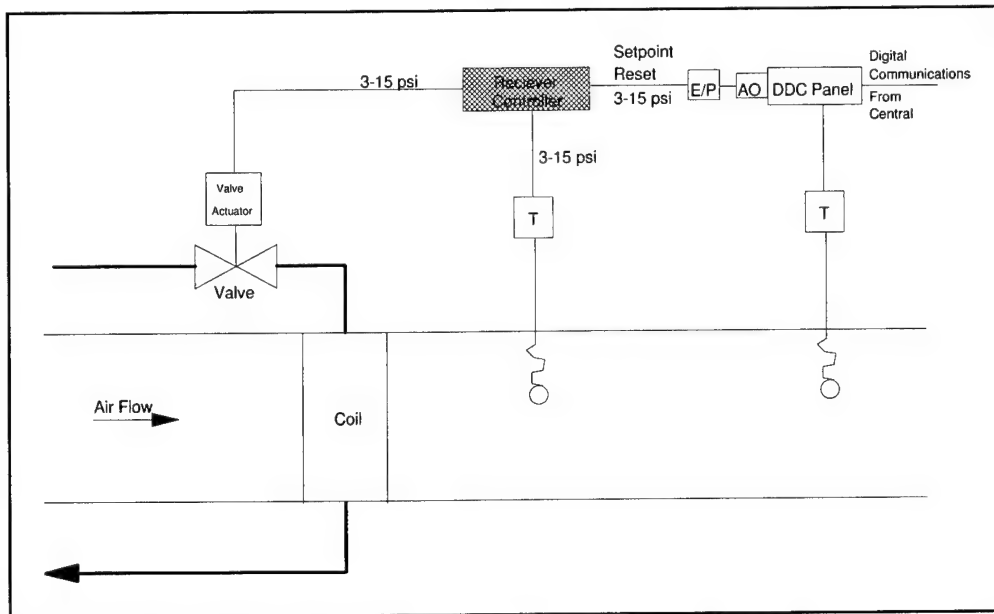 Setpoint
Reset
3-15 psi
3-15 psi
Reciever
Controller
E/P
AO
DDC Panel
Digital
Communications
From
Central
3-15 psi
Valve
Actuator
T
T
Valve
Air Flow
Coil